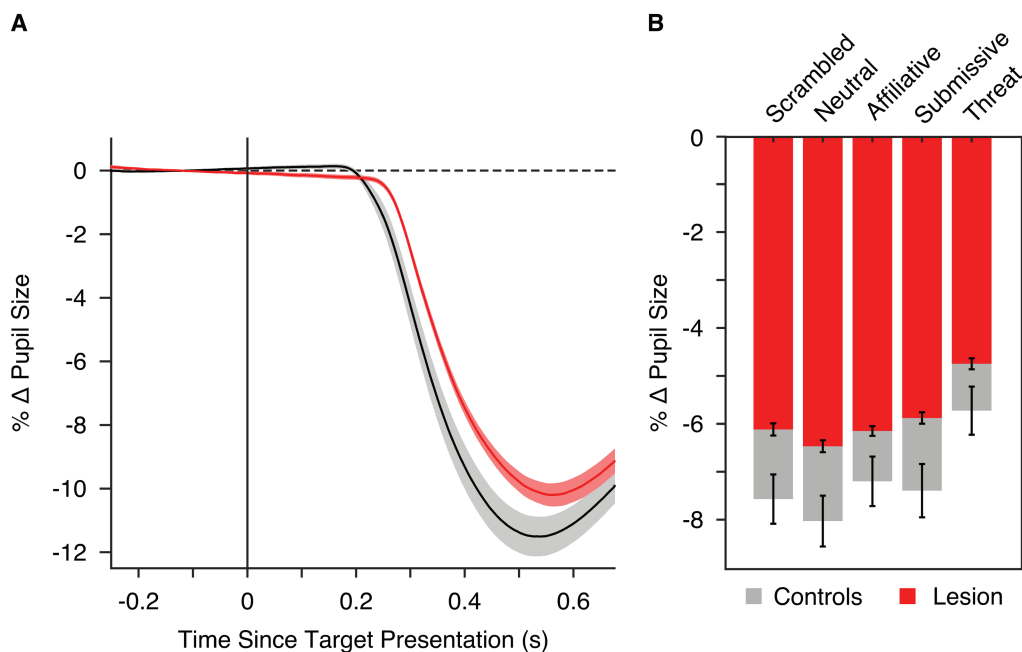 A
% Δ Pupil Size
0
-2
-4
-6
-8
-10
-12
-0.2 0 0.2 0.4 0.6
Time Since Target Presentation (s)
B
Scrambled
Neutral
Affiliative
Submissive
Threat
% Δ Pupil Size
0
-2
-4
-6
-8
Controls Lesion